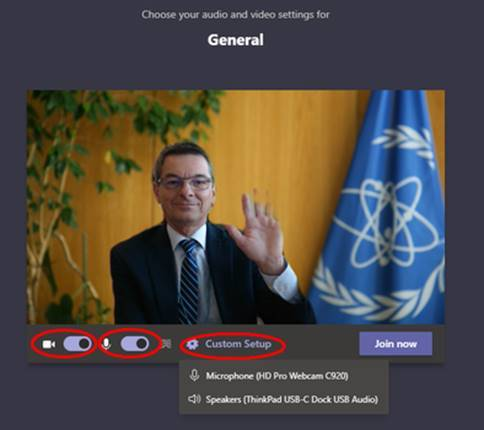 Choose your audio and video settings for
General
Custom Setup
Join now
Microphone (HD Pro Webcam C920)
Speakers (ThinkPad USB-C Dock USB Audio)